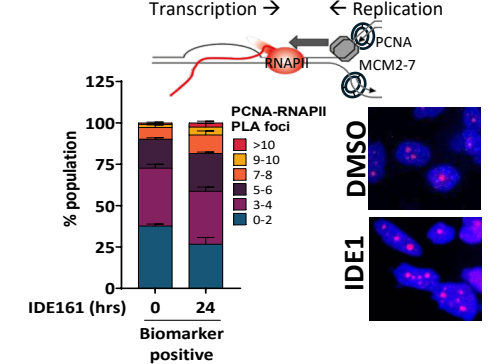 Transcription → ← Replication
PCNA
RNAPII
MCM2-7
125
100
75
50
25
0
% population
PCNA-RNAPII
PLA foci
>10
9-10
7-8
5-6
3-4
0-2
IDE161 (hrs) 0 24
Biomarker
positive
DMSO
IDE1